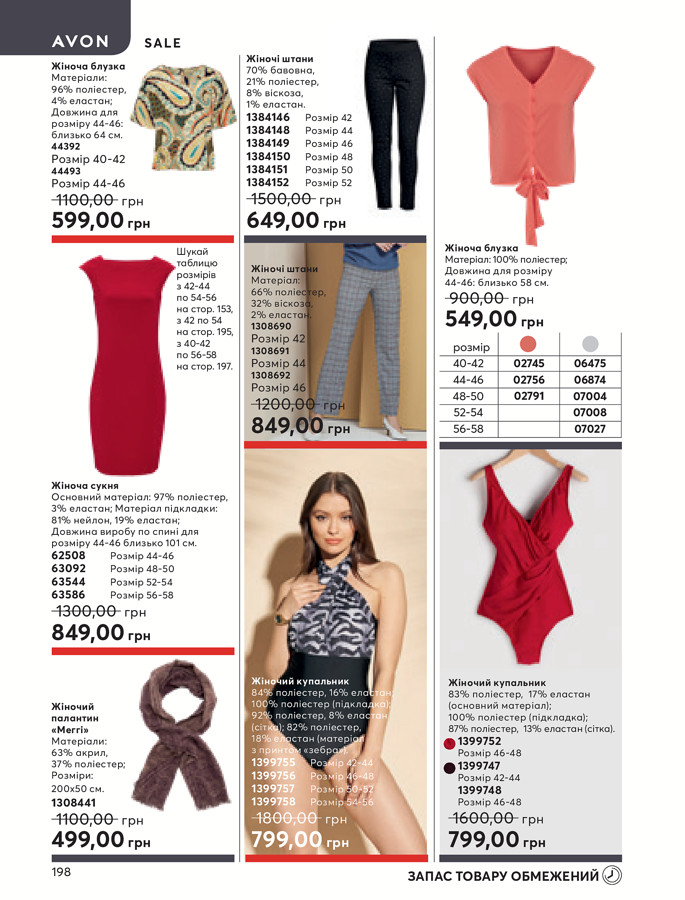 AVON
SALE
Жіноча блузка
Матеріали:
96% поліестер,
4% еластан;
Довжина для
розміру 44-46:
близько 64 см.
44392
Розмір 40-42
44493
Розмір 44-46
1100,00 грн
599,00 грн
Шукай
таблицю
розмірів
з 42-44
по 54-56
на стор. 153,
з 42 по 54
на стор. 195,
з 40-42
по 56-58
на стор. 197.
Жіноча сукня
Основний матеріал: 97% поліестер,
3% еластан; Матеріал підкладки:
81% нейлон, 19% еластан;
Довжина виробу по спині для
розміру 44-46 близько 101 см.
62508 Розмір 44-46
63092 Розмір 48-50
63544 Розмір 52-54
63586 Розмір 56-58
1300,00 грн
849,00 грн
Жіночий
палантин
«Меггі»
Матеріали:
63% акрил,
37% поліестер;
Розміри:
200x50 см.
1308441
1100,00 грн
499,00 грн
Жіночі штани
70% бавовна,
21% поліестер,
8% віскоза,
1% еластан.
1384146 Розмір 42
1384148 Розмір 44
1384149 Розмір 46
1384150 Розмір 48
1384151 Розмір 50
1384152 Розмір 52
1500,00 грн
649,00 грн
Жіночі штани
Матеріал:
66% поліестер,
32% віскоза,
2% еластан.
1308690
Розмір 42
1308691
Розмір 44
1308692
Розмір 46
1200,00 грн
849,00 грн
Жіночий купальник
84% поліестер, 16% еластан;
100% поліестер (підкладка);
92% поліестер, 8% еластан
(сітка); 82% поліестер,
18% еластан (матеріал
з принтом «зебра»).
1399755 Розмір 42-44
1399756 Розмір 46-48
1399757 Розмір 50-52
1399758 Розмір 54-56
1800,00 грн
799,00 грн
Жіноча блузка
Матеріал: 100% поліестер;
Довжина для розміру
44-46: близько 58 см.
900,00 грн
549,00 грн
розмір
40-42 02745 06475
44-46 02756 06874
48-50 02791 07004
52-54 07008
56-58 07027
Жіночий купальник
83% поліестер, 17% еластан
(основний матеріал);
100% поліестер (підкладка);
87% поліестер, 13% еластан (сітка).
1399752
Розмір 46-48
1399747
Розмір 42-44
1399748
Розмір 46-48
1600,00 грн
799,00 грн
198
ЗАПАС ТОВАРУ ОБМЕЖЕНИЙ